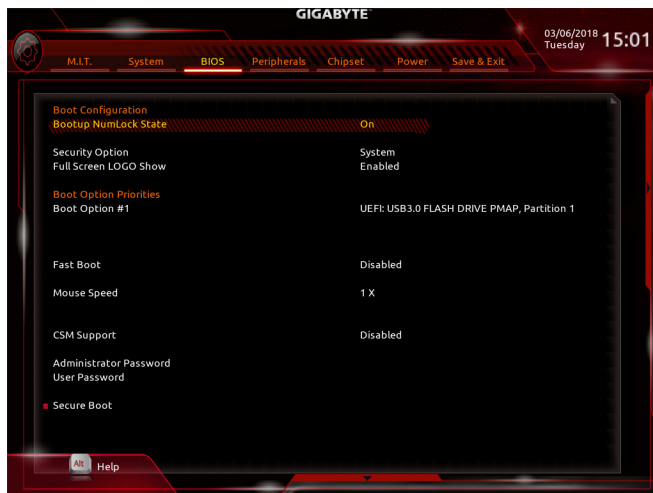 GIGABYTE™
03/06/2018
Tuesday
15:01
M.I.T. System BIOS Peripherals Chipset Power Save & Exit
Boot Configuration
Bootup NumLock State On
Security Option System
Full Screen LOGO Show Enabled
Boot Option Priorities
Boot Option #1 UEFI: USB3.0 FLASH DRIVE PMAP, Partition 1
Fast Boot Disabled
Mouse Speed 1 X
CSM Support Disabled
Administrator Password
User Password
Secure Boot
Alt Help